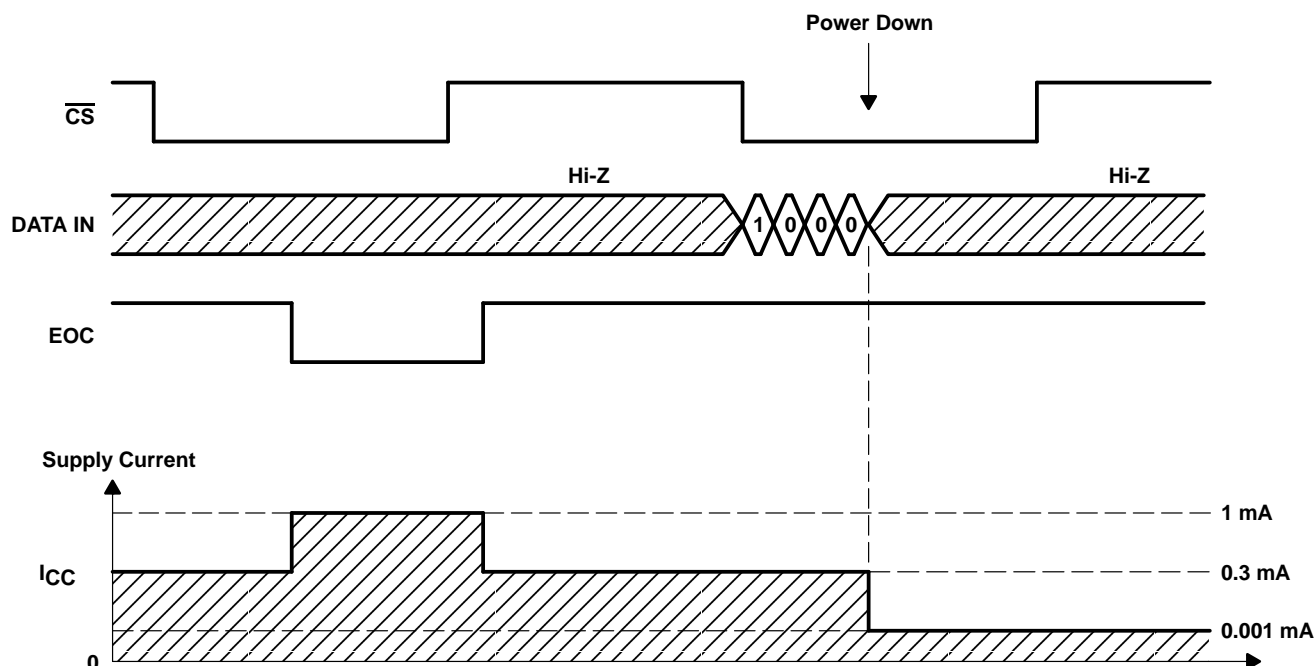 Power Down
CS
Hi-Z
Hi-Z
DATA IN
1 0 0 0
EOC
Supply Current
1 mA
ICC
0.3 mA
0.001 mA
0